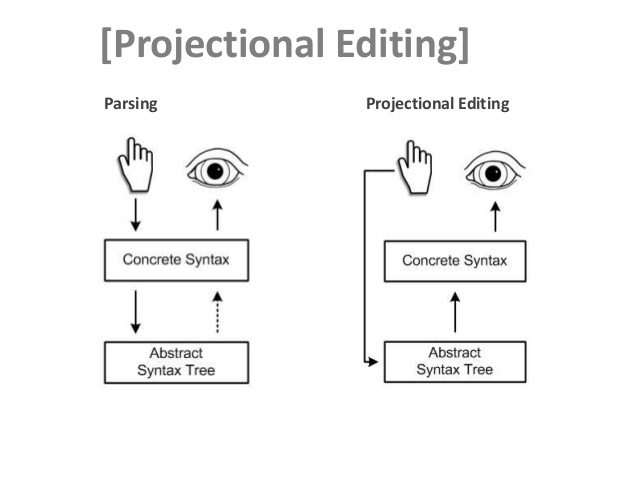 [Projectional Editing]
Parsing
Projectional Editing
Concrete Syntax
Abstract
Syntax Tree
Concrete Syntax
Abstract
Syntax Tree